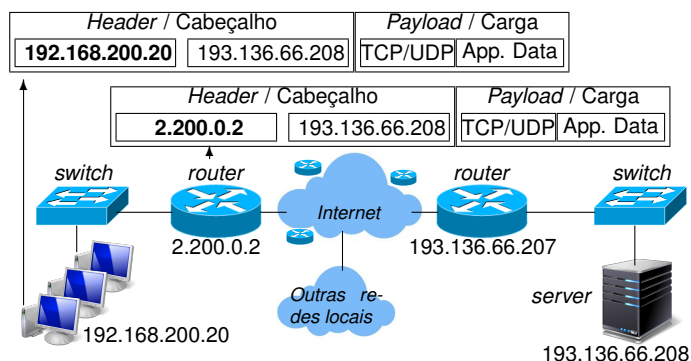 Header / Cabeçalho Payload / Carga
192.168.200.20 193.136.66.208 TCP/UDP App. Data
Header / Cabeçalho Payload / Carga
2.200.0.2 193.136.66.208 TCP/UDP App. Data
switch router router switch
Internet
2.200.0.2 193.136.66.207
Outras re-
des locais
server
192.168.200.20
193.136.66.208